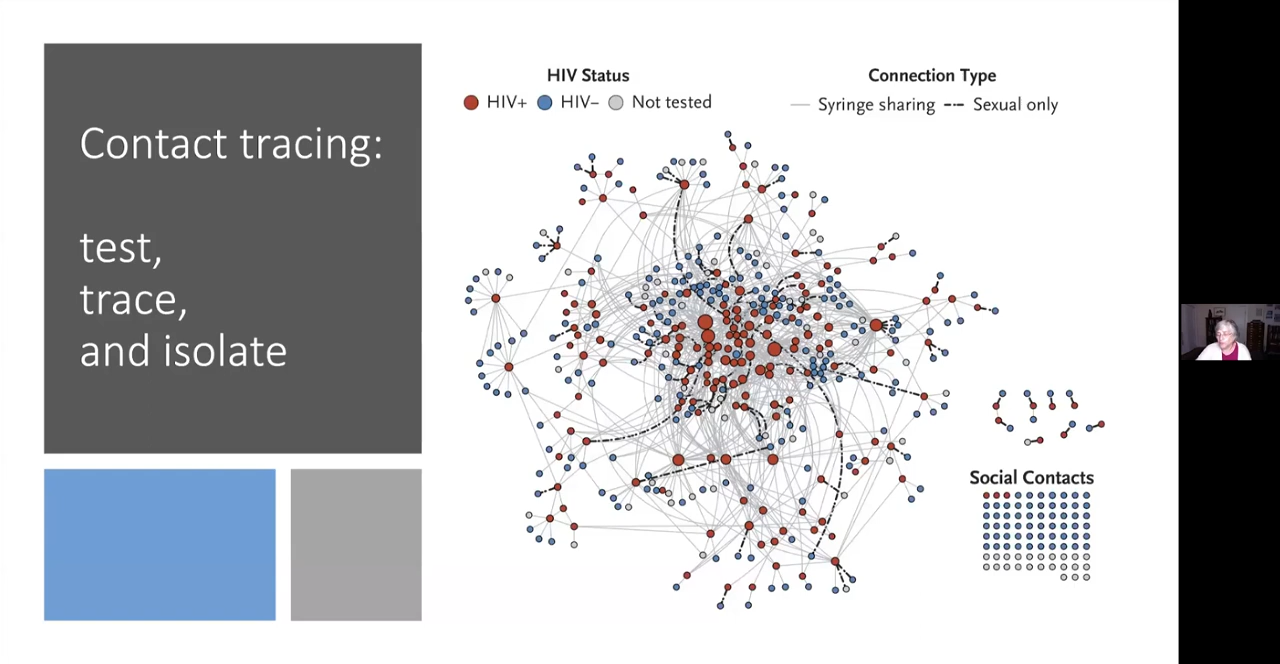 Contact tracing:
test,
trace,
and isolate
HIV Status
HIV+ HIV– Not tested
Connection Type
Syringe sharing Sexual only
Social Contacts